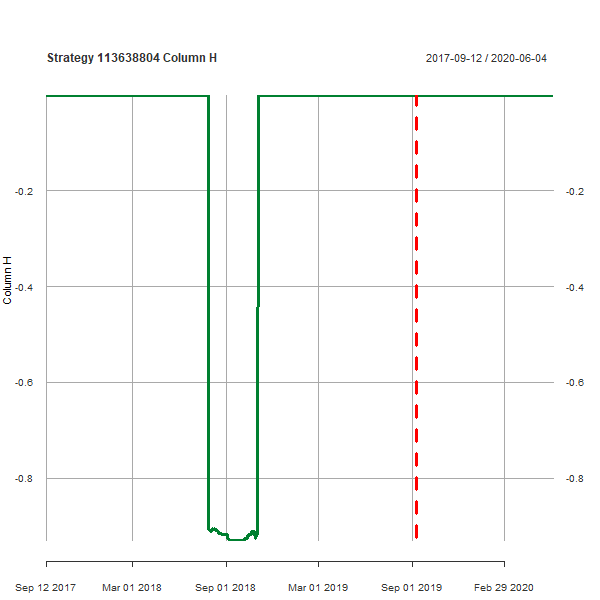 Strategy 113638804 Column H
2017-09-12 / 2020-06-04
-0.2
-0.2
-0.4
-0.4
-0.6
-0.6
-0.8
-0.8
Column H
Sep 12 2017
Mar 01 2018
Sep 01 2018
Mar 01 2019
Sep 01 2019
Feb 29 2020